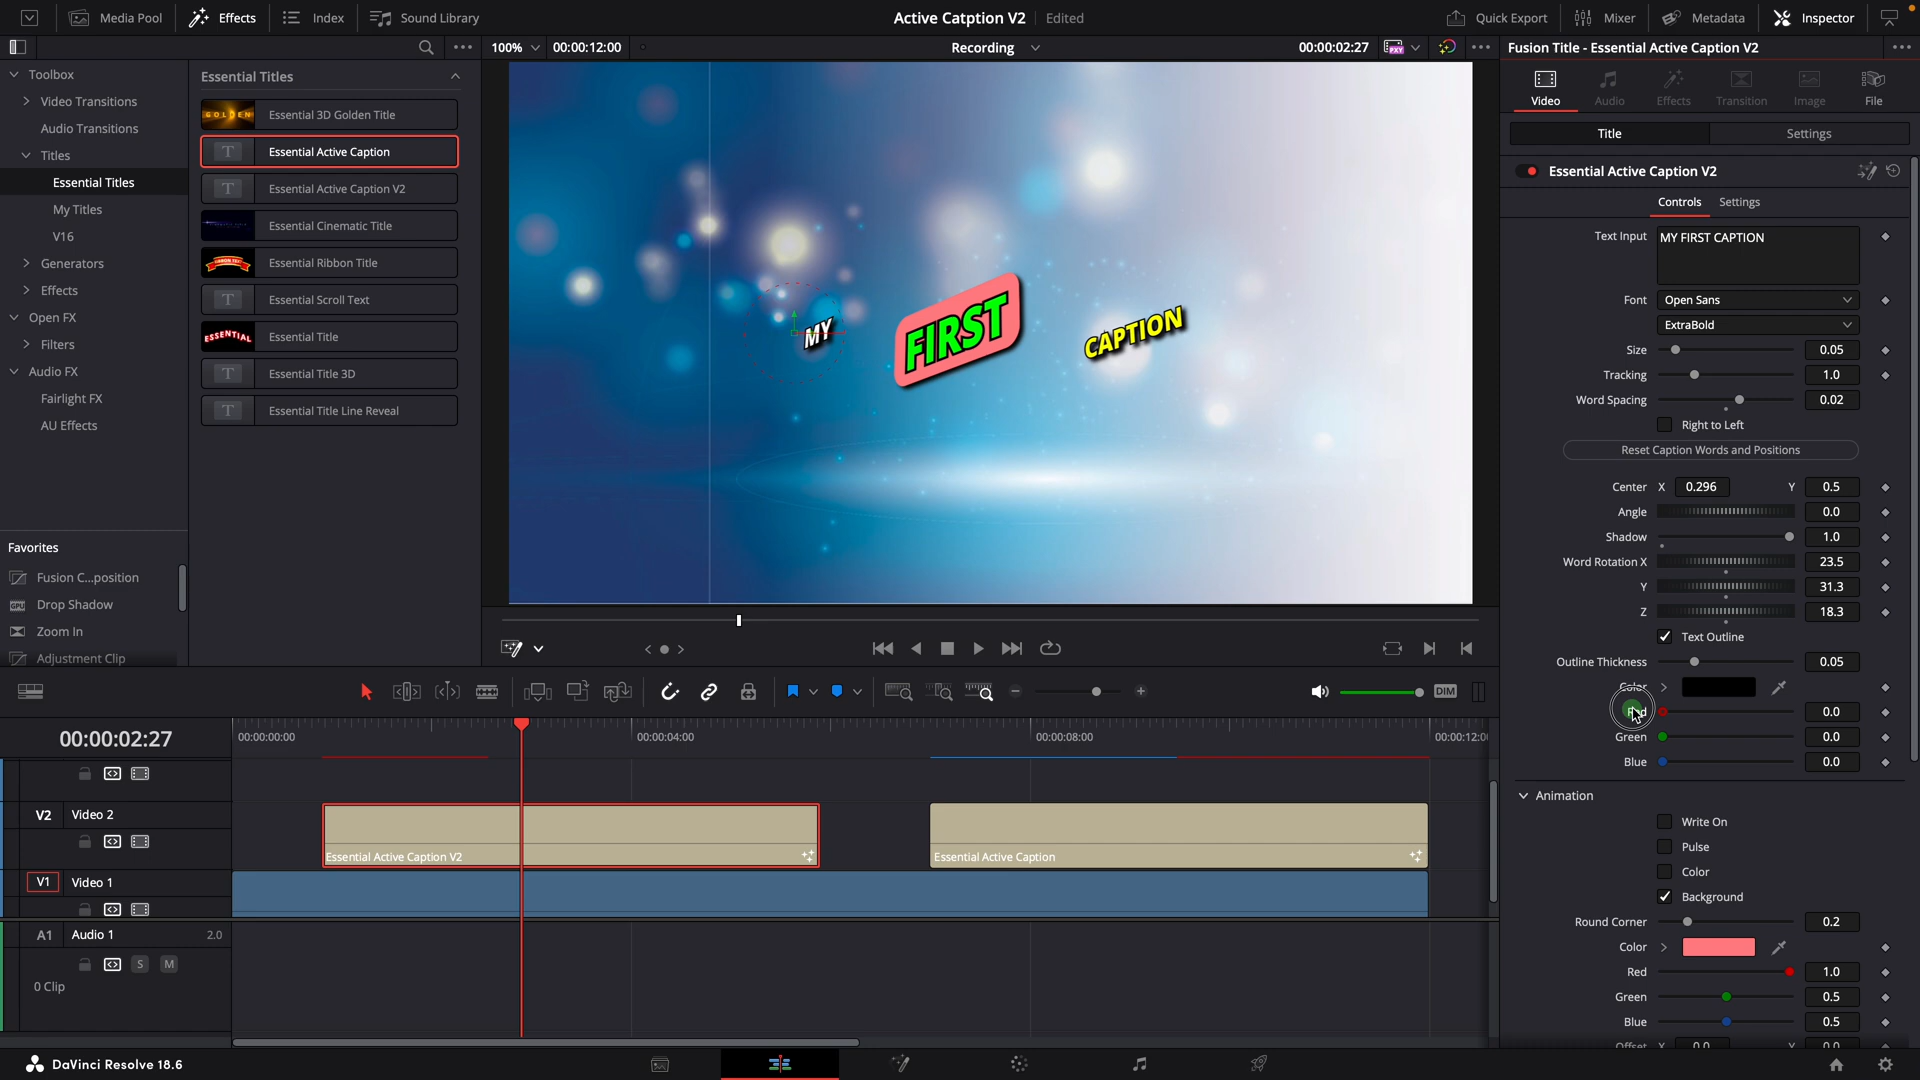 Media Pool
Effects
Index
Sound Library
Active Catption V2
Edited
Quick Export
Mixer
Metadata
Inspector
100%
00:00:12:00
Recording
00:00:02:27
PXY
Fusion Title - Essential Active Caption V2
Toolbox
Video Transitions
Audio Transitions
Titles
Essential Titles
My Titles
V16
Generators
Effects
Open FX
Filters
Audio FX
Fairlight FX
AU Effects
Favorites
Fusion C...position
Drop Shadow
Zoom In
Adjustment Clip
Essential Titles
GOLDEN
Essential 3D Golden Title
T
Essential Active Caption
T
Essential Active Caption V2
Essential Cinematic Title
Essential Ribbon Title
T
Essential Scroll Text
ESSENTIAL
Essential Title
T
Essential Title 3D
T
Essential Title Line Reveal
MY
FIRST
CAPTION
Video
Audio
Effects
Transition
Image
File
Title
Settings
Essential Active Caption V2
Controls
Settings
Text Input
MY FIRST CAPTION
Font
Open Sans
ExtraBold
Size
0.05
Tracking
1.0
Word Spacing
0.02
Right to Left
Reset Caption Words and Positions
Center
X
0.296
Y
0.5
Angle
0.0
Shadow
1.0
Word Rotation X
23.5
Y
31.3
Z
18.3
Text Outline
Outline Thickness
0.05
Color
Red
0.0
Green
0.0
Blue
0.0
Animation
Write On
Pulse
Color
Background
Round Corner
0.2
Color
Red
1.0
Green
0.5
Blue
0.5
Offset X
0.0
Y
0.0
DIM
00:00:02:27
00:00:00:00
00:00:04:00
00:00:08:00
V2
Video 2
Essential Active Caption V2
Essential Active Caption
V1
Video 1
A1
Audio 1
2.0
S
M
0 Clip
DaVinci Resolve 18.6